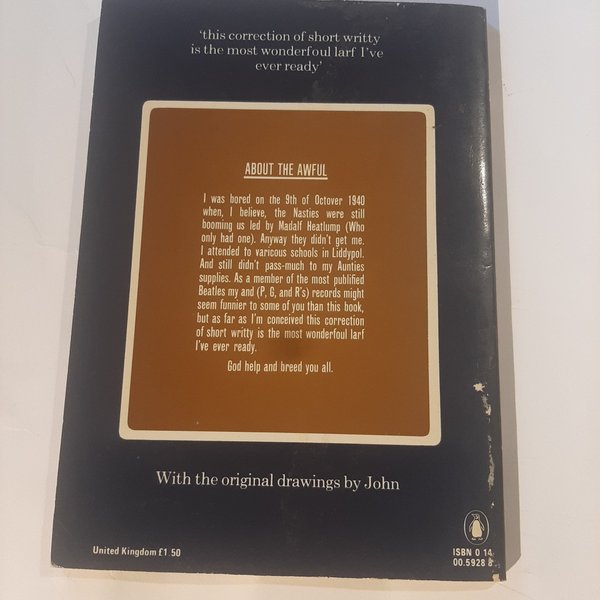 'this correction of short writty
is the most wonderfoul larf I've
ever ready'
ABOUT THE AWFUL
I was bored on the 9th of Octover 1940
when, I believe, the Nasties were still
booming us led by Madalf Heatlump (Who
only had one). Anyway they didn't get me.
I attended to varicous schools in Liddypol.
And still didn't pass—much to my Aunties
supplies. As a member of the most publified
Beatles my and (P, G, and R's) records might
seem funnier to some of you than this book,
but as far as I'm conceived this correction
of short writty is the most wonderfoul larf
I've ever ready.
God help and breed you all.
With the original drawings by John
United Kingdom £1.50
ISBN 0 14
00.5928 8